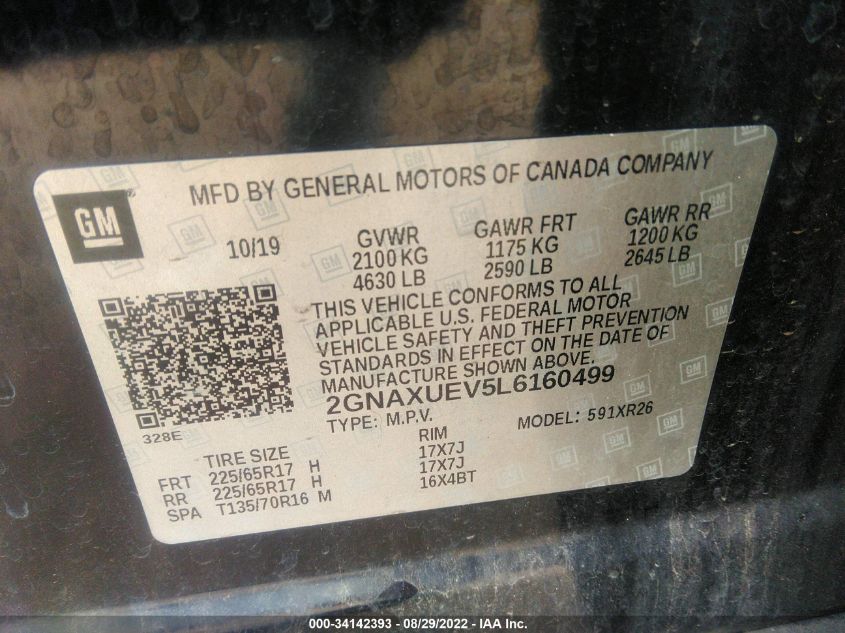 GM
MFD BY GENERAL MOTORS OF CANADA COMPANY
10/19
GVWR
2100 KG
4630 LB
GAWR FRT
1175 KG
2590 LB
GAWR RR
1200 KG
2645 LB
THIS VEHICLE CONFORMS TO ALL
APPLICABLE U.S. FEDERAL MOTOR
VEHICLE SAFETY AND THEFT PREVENTION
STANDARDS IN EFFECT ON THE DATE OF
MANUFACTURE SHOWN ABOVE.
2GNAXUEV5L6160499
TYPE: M.P.V. MODEL: 591XR26
328E
TIRE SIZE RIM
FRT 225/65R17 H 17X7J
RR 225/65R17 H 17X7J
SPA T135/70R16 M 16X4BT
000-34142393 - 08/29/2022 - IAA Inc.